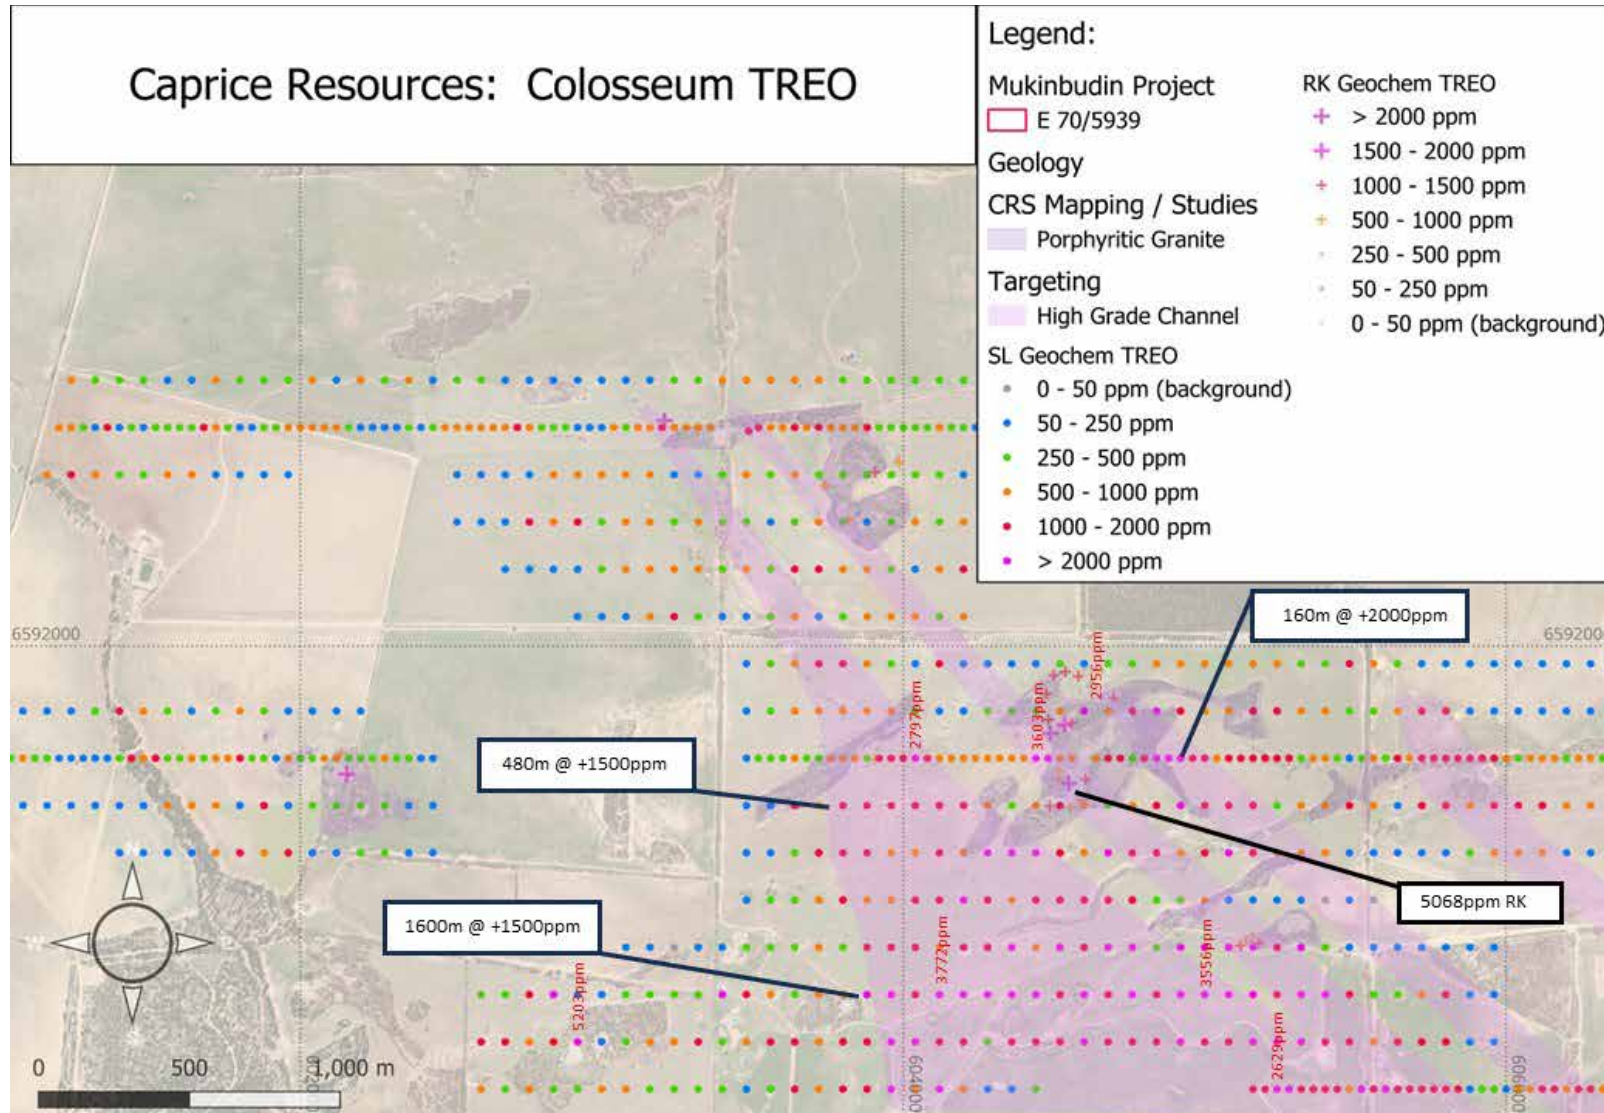 Caprice Resources: Colosseum TREO
Legend:
Mukinbudin Project
E 70/5939
Geology
CRS Mapping / Studies
Porphyritic Granite
Targeting
High Grade Channel
SL Geochem TREO
0 - 50 ppm (background)
50 - 250 ppm
250 - 500 ppm
500 - 1000 ppm
1000 - 2000 ppm
> 2000 ppm
RK Geochem TREO
> 2000 ppm
1500 - 2000 ppm
1000 - 1500 ppm
500 - 1000 ppm
250 - 500 ppm
50 - 250 ppm
0 - 50 ppm (background)
160m @ +2000ppm
6592000
659200
2956ppm
3603ppm
2797ppm
480m @ +1500ppm
5068ppm RK
1600m @ +1500ppm
3772ppm
3556ppm
5203ppm
2629ppm
0 500 1,000 m
604000